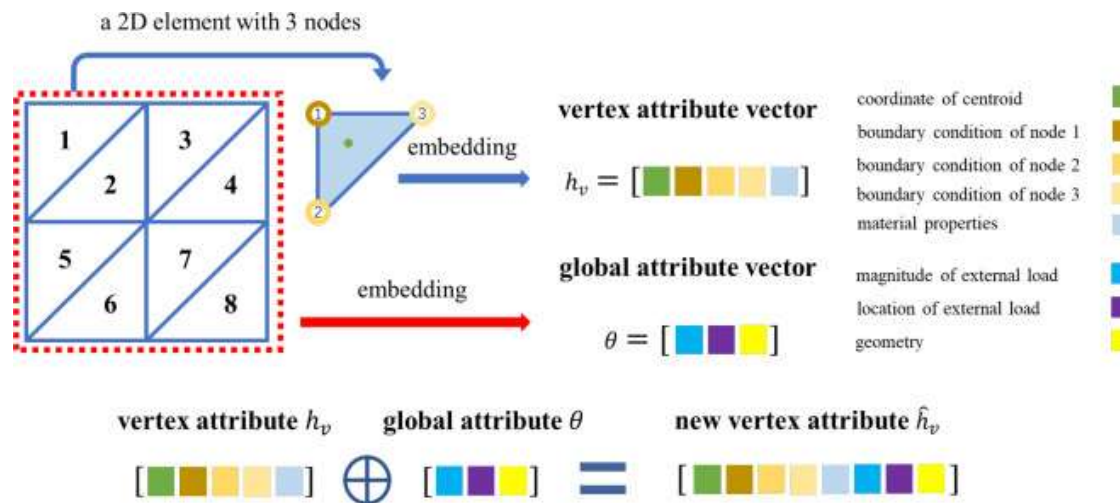 a 2D element with 3 nodes
1
3
2
4
5
7
6
8
1
3
2
embedding
vertex attribute vector
h_v = [ ]
coordinate of centroid
boundary condition of node 1
boundary condition of node 2
boundary condition of node 3
material properties
embedding
global attribute vector
θ = [ ]
magnitude of external load
location of external load
geometry
vertex attribute h_v global attribute θ new vertex attribute ĥ_v
[ ] ⊕ [ ] = [ ]